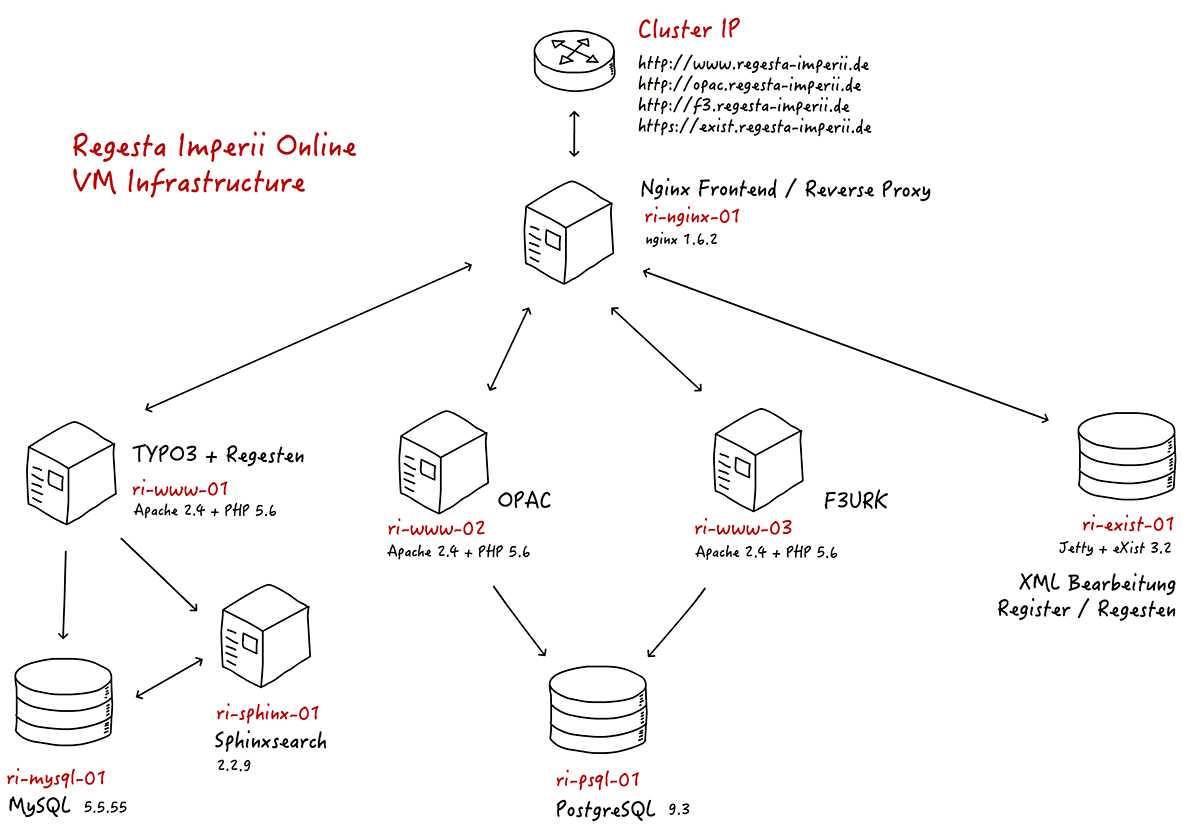 Cluster IP
http://www.regesta-imperii.de
http://opac.regesta-imperii.de
http://f3.regesta-imperii.de
https://exist.regesta-imperii.de
Regesta Imperii Online
VM Infrastructure
Nginx Frontend / Reverse Proxy
ri-nginx-01
nginx 1.6.2
TYPO3 + Regesten
ri-www-01
Apache 2.4 + PHP 5.6
OPAC
ri-www-02
Apache 2.4 + PHP 5.6
F3URK
ri-www-03
Apache 2.4 + PHP 5.6
ri-exist-01
Jetty + eXist 3.2
XML Bearbeitung
Register / Regesten
ri-sphinx-01
Sphinxsearch
2.2.9
ri-mysql-01
MySQL 5.5.55
ri-psql-01
PostgreSQL 9.3